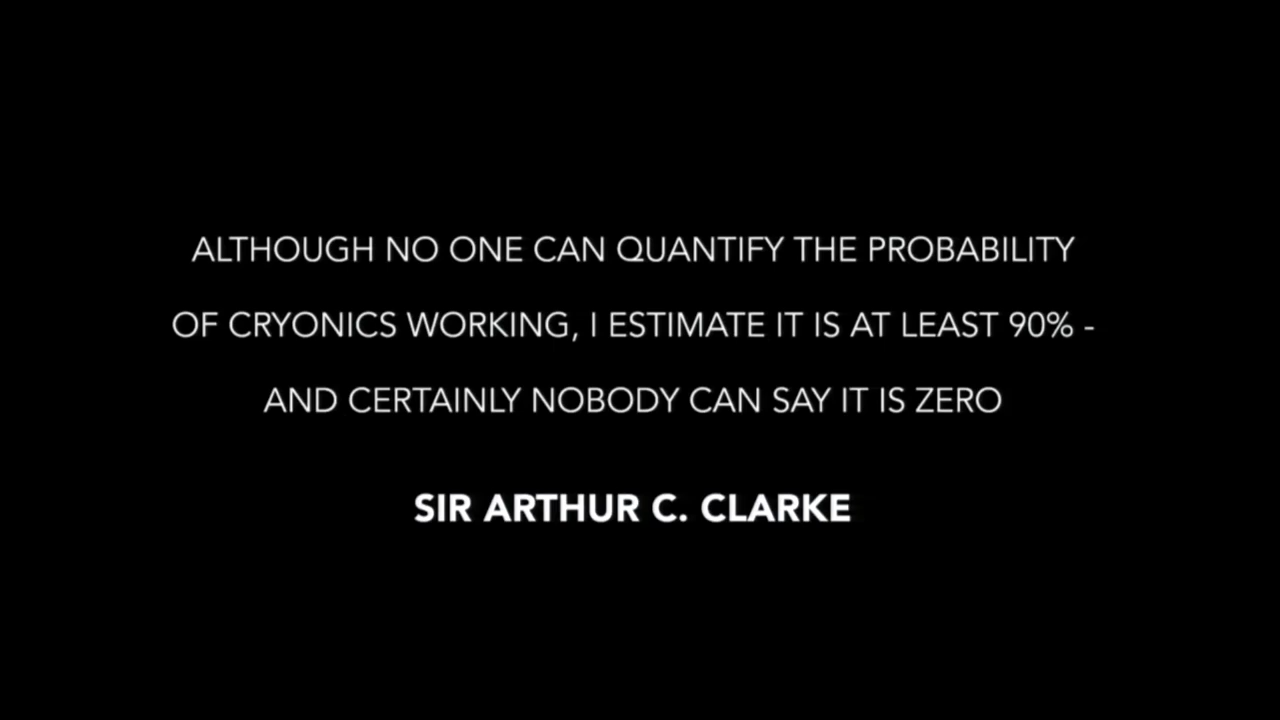 ALTHOUGH NO ONE CAN QUANTIFY THE PROBABILITY
OF CRYONICS WORKING, I ESTIMATE IT IS AT LEAST 90% -
AND CERTAINLY NOBODY CAN SAY IT IS ZERO
SIR ARTHUR C. CLARKE